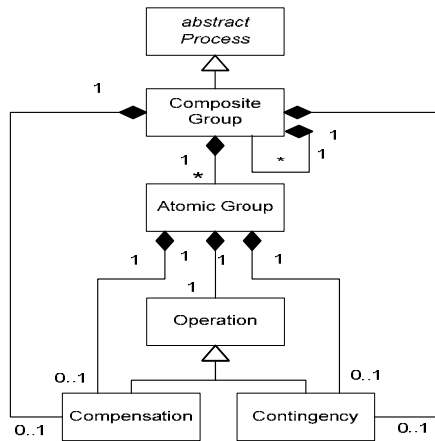 abstract
Process
1
Composite
Group
1
1
*
1
*
Atomic Group
1
1
1
1
1
Operation
0..1
0..1
Compensation
Contingency
0..1
0..1